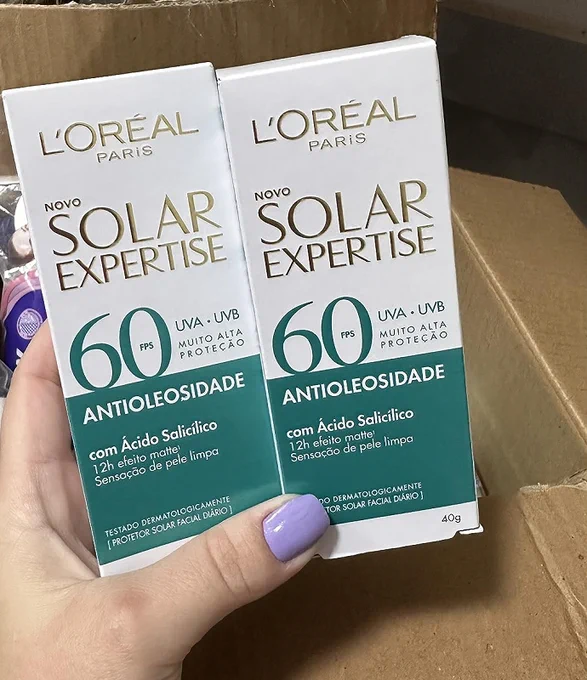 L'ORÉAL
PARIS
NOVO
SOLAR
EXPERTISE
60
FPS
UVA · UVB
MUITO ALTA
PROTEÇÃO
ANTIOLEOSIDADE
com Ácido Salicílico
12h efeito matte¹
Sensação de pele limpa
TESTADO DERMATOLOGICAMENTE
[ PROTETOR SOLAR FACIAL DIÁRIO ]
L'ORÉAL
PARIS
NOVO
SOLAR
EXPERTISE
60
FPS
UVA · UVB
MUITO ALTA
PROTEÇÃO
ANTIOLEOSIDADE
com Ácido Salicílico
12h efeito matte¹
Sensação de pele limpa
DERMATOLOGICAMENTE
SOLAR FACIAL DIÁRIO ]
40g